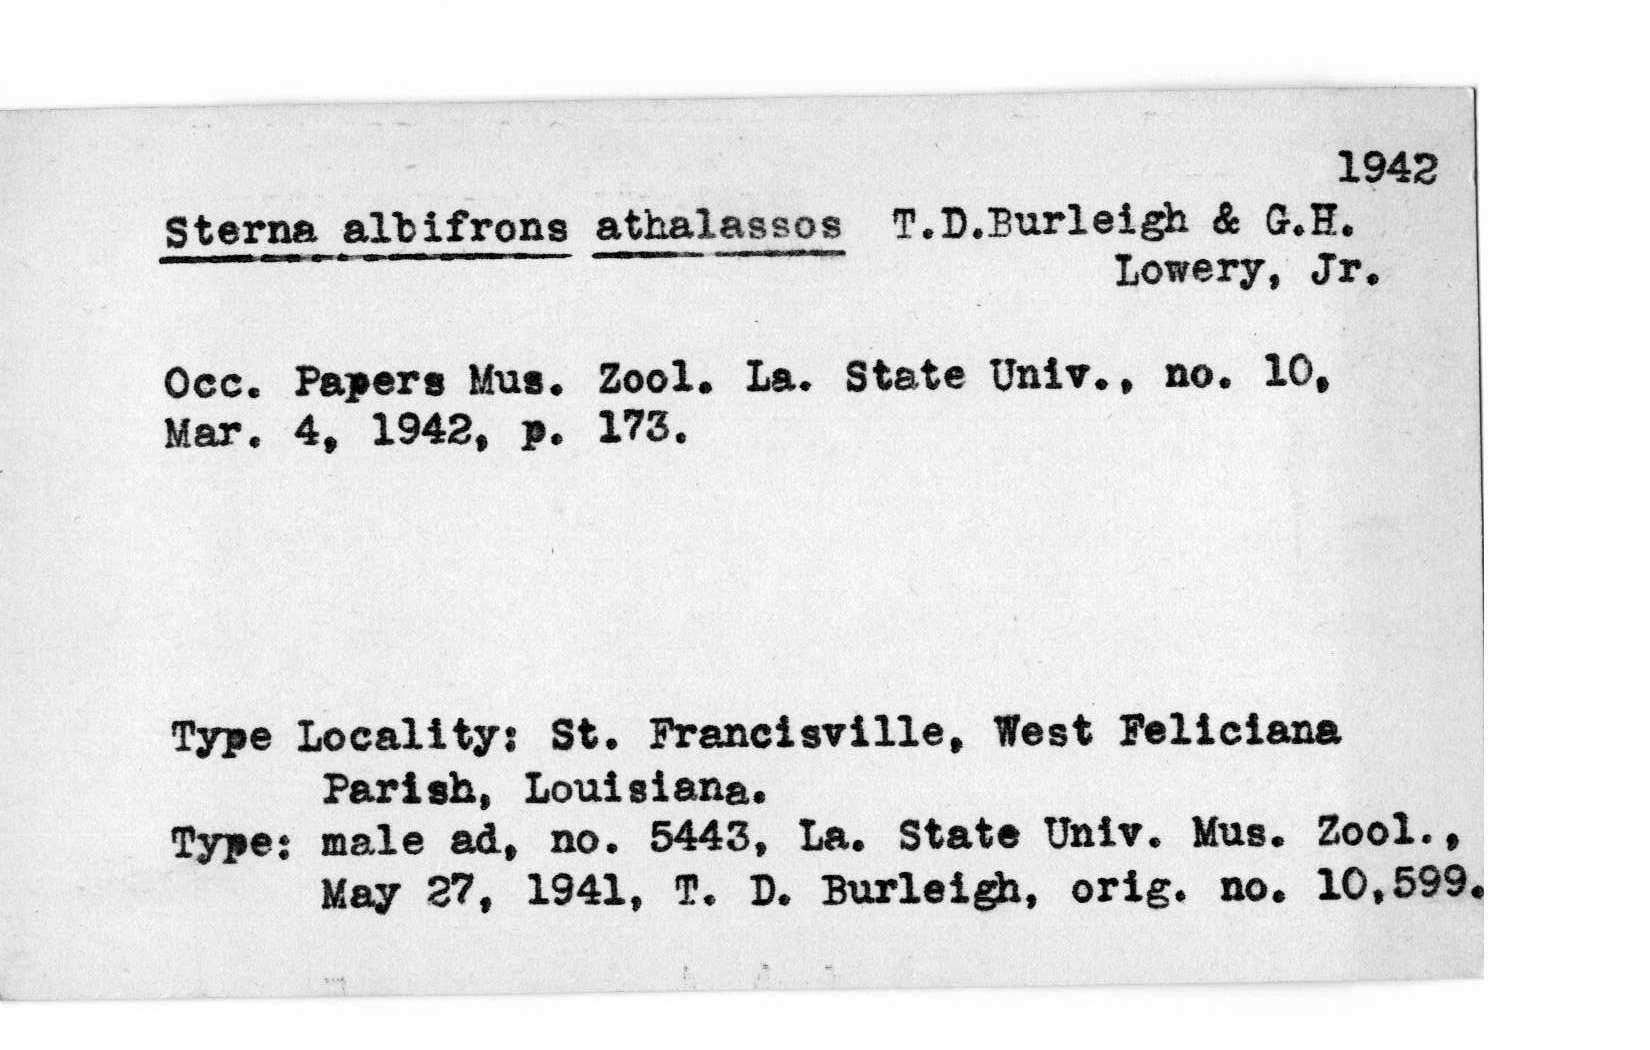 1942
Sterna albifrons athalassos T.D.Burleigh & G.H.
Lowery, Jr.
Occ. Papers Mus. Zool. La. State Univ., no. 10,
Mar. 4, 1942, p. 173.
Type Locality: St. Francisville, West Feliciana
Parish, Louisiana.
Type: male ad, no. 5443, La. State Univ. Mus. Zool.,
May 27, 1941, T. D. Burleigh, orig. no. 10,599.